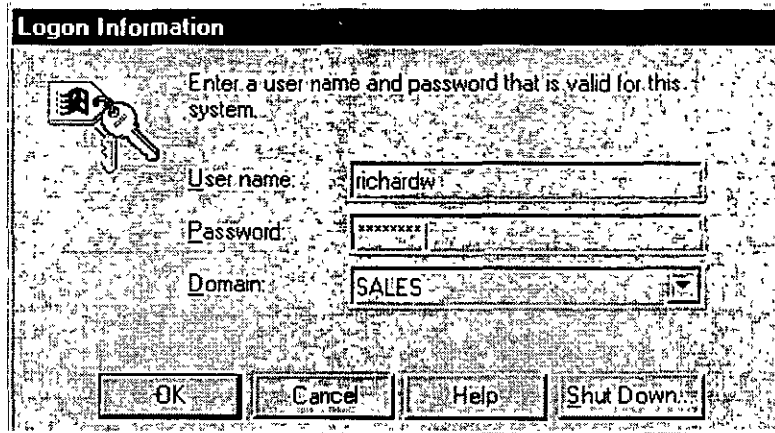 Logon Information
Enter a user name and password that is valid for this
system.
User name: richardw
Password: ********
Domain: SALES
OK Cancel Help Shut Down...